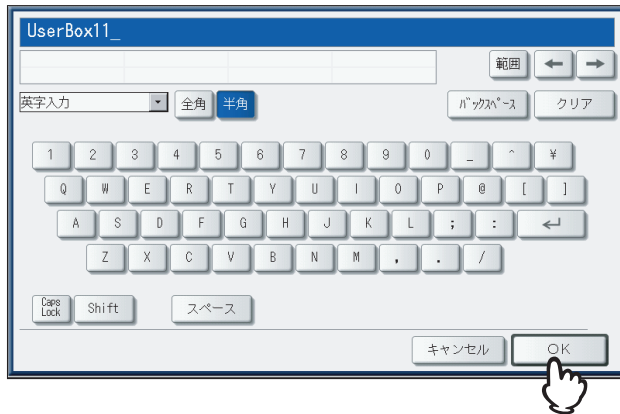 UserBox11_
範囲 ← →
英字入力 全角 半角 ﾊﾞｯｸｽﾍﾟｰｽ クリア
1 2 3 4 5 6 7 8 9 0 _ ^ ¥
Q W E R T Y U I O P @ [ ]
A S D F G H J K L ; : ↵
Z X C V B N M , . /
Caps
Lock Shift スペース
キャンセル OK